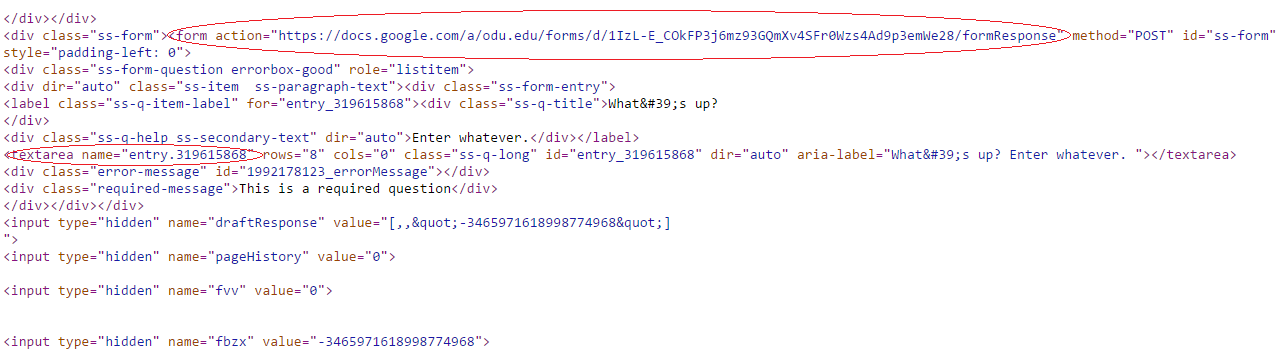 </div></div>
<div class="ss-form"><form action="https://docs.google.com/a/odu.edu/forms/d/1IzL-E_COkFP3j6mz93GQmXv4SFr0Wzs4Ad9p3emWe28/formResponse" method="POST" id="ss-form"
style="padding-left: 0">
<div class="ss-form-question errorbox-good" role="listitem">
<div dir="auto" class="ss-item  ss-paragraph-text"><div class="ss-form-entry">
<label class="ss-q-item-label" for="entry_319615868"><div class="ss-q-title">What&#39;s up?
</div>
<div class="ss-q-help ss-secondary-text" dir="auto">Enter whatever.</div></label>
<textarea name="entry.319615868" rows="8" cols="0" class="ss-q-long" id="entry_319615868" dir="auto" aria-label="What&#39;s up? Enter whatever. "></textarea>
<div class="error-message" id="1992178123_errorMessage"></div>
<div class="required-message">This is a required question</div>
</div></div></div>
<input type="hidden" name="draftResponse" value="[,,&quot;-3465971618998774968&quot;]
">
<input type="hidden" name="pageHistory" value="0">
<input type="hidden" name="fvv" value="0">
<input type="hidden" name="fbzx" value="-3465971618998774968">